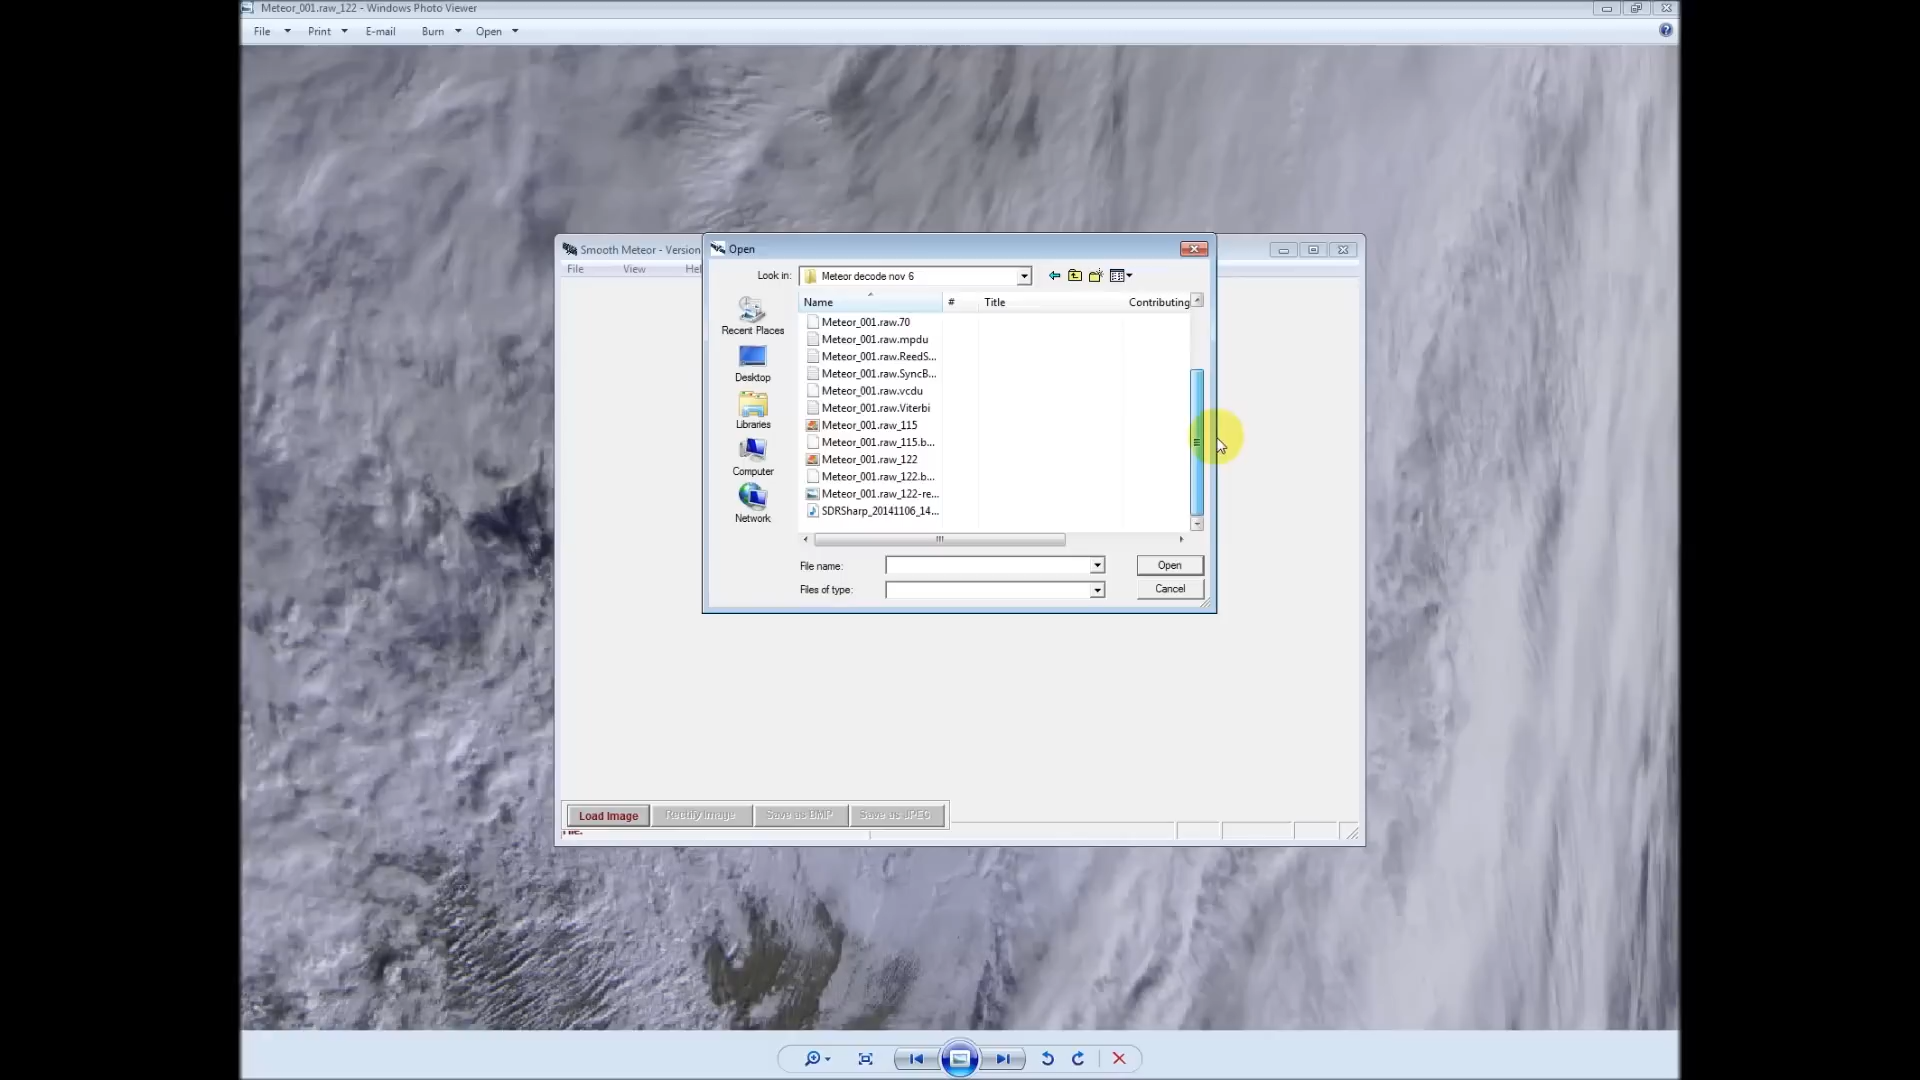 Meteor_001.raw_122 - Windows Photo Viewer
File Print E-mail Burn Open
Smooth Meteor - Version
File View Hel
Open
Look in: Meteor decode nov 6
Name # Title Contributing
Meteor_001.raw.70
Meteor_001.raw.mpdu
Meteor_001.raw.ReedS...
Meteor_001.raw.SyncB...
Meteor_001.raw.vcdu
Meteor_001.raw.Viterbi
Meteor_001.raw_115
Meteor_001.raw_115.b...
Meteor_001.raw_122
Meteor_001.raw_122.b...
Meteor_001.raw_122-re...
SDRSharp_20141106_14...
Recent Places
Desktop
Libraries
Computer
Network
File name: Open
Files of type: Cancel
Load Image Rectify Image Save as BMP Save as JPEG
File: